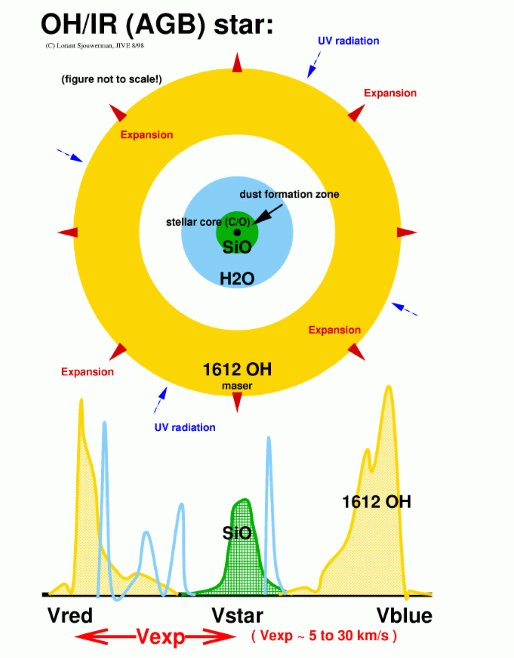 OH/IR (AGB) star:
(C) Lorant Sjouwerman, JIVE 8/98
UV radiation
(figure not to scale!)
Expansion
Expansion
dust formation zone
stellar core (C/O)
SiO
H2O
Expansion
1612 OH
Expansion
maser
UV radiation
1612 OH
SiO
Vred
Vstar
Vblue
Vexp
( Vexp ~ 5 to 30 km/s )